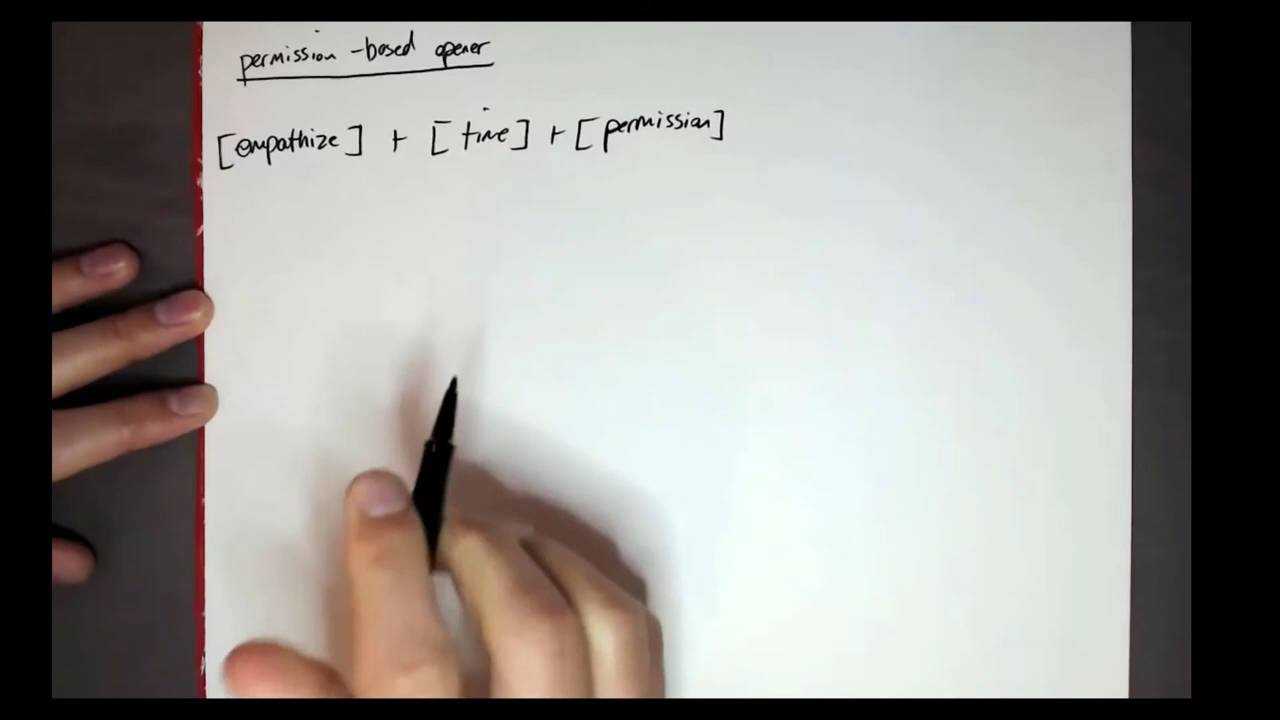 permission-based opener
[empathize] + [time] + [permission]